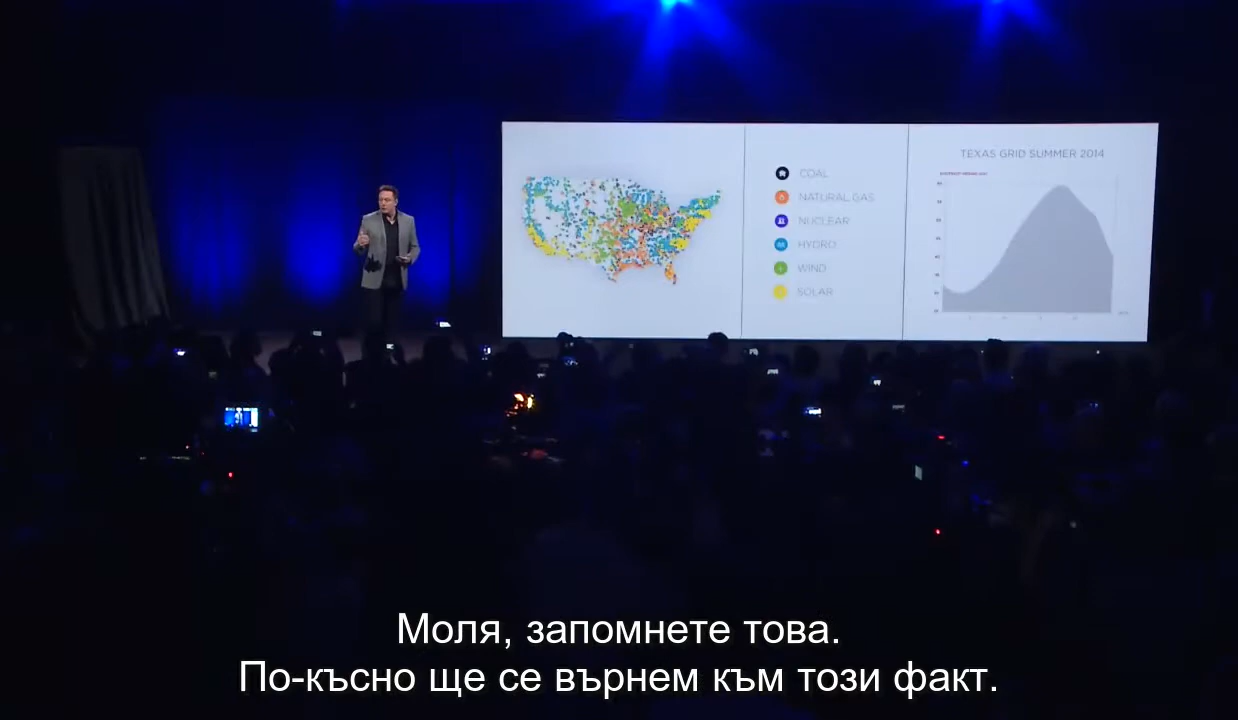 TEXAS GRID SUMMER 2014
COAL
NATURAL GAS
NUCLEAR
HYDRO
WIND
SOLAR
Моля, запомнете това.
По-късно ще се върнем към този факт.